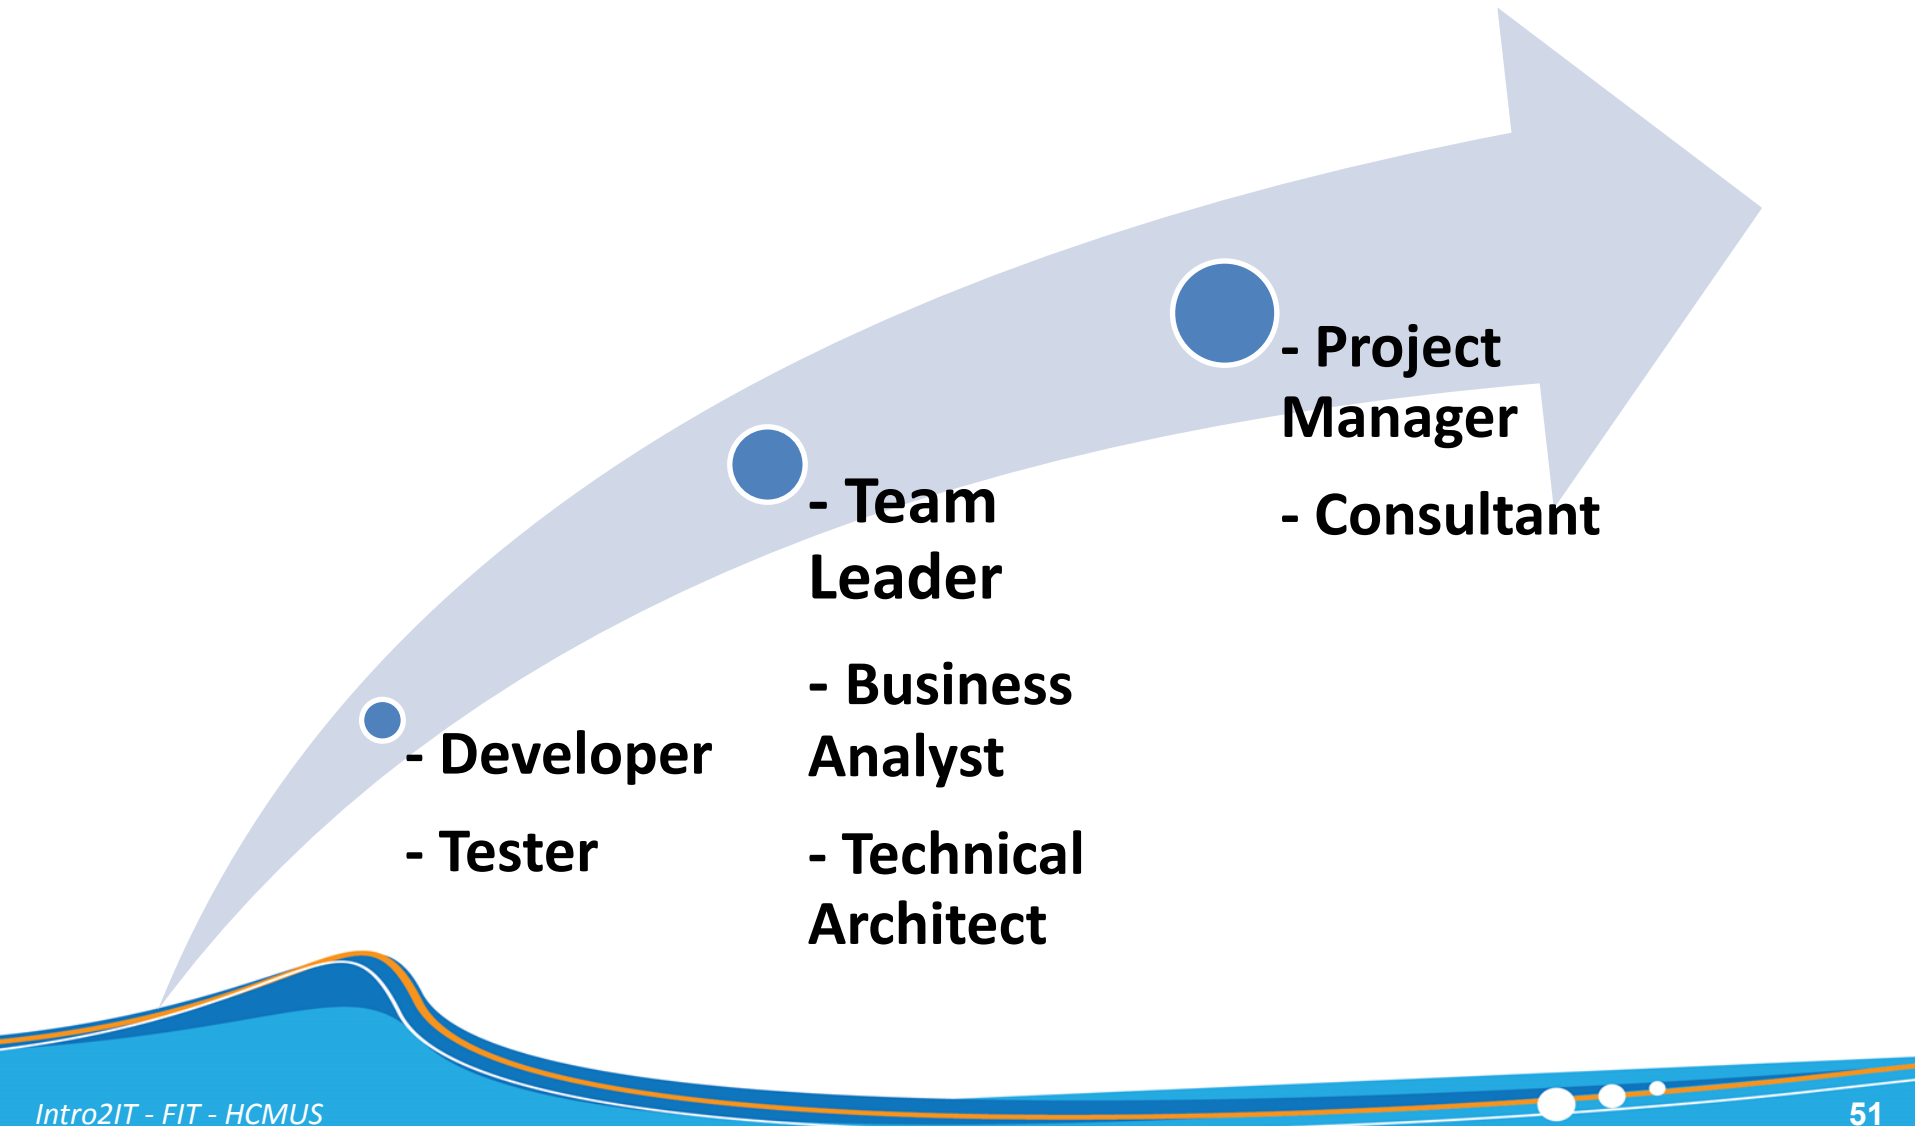 - Developer
- Tester
- Team
Leader
- Business
Analyst
- Technical
Architect
- Project
Manager
- Consultant
Intro2IT - FIT - HCMUS
51